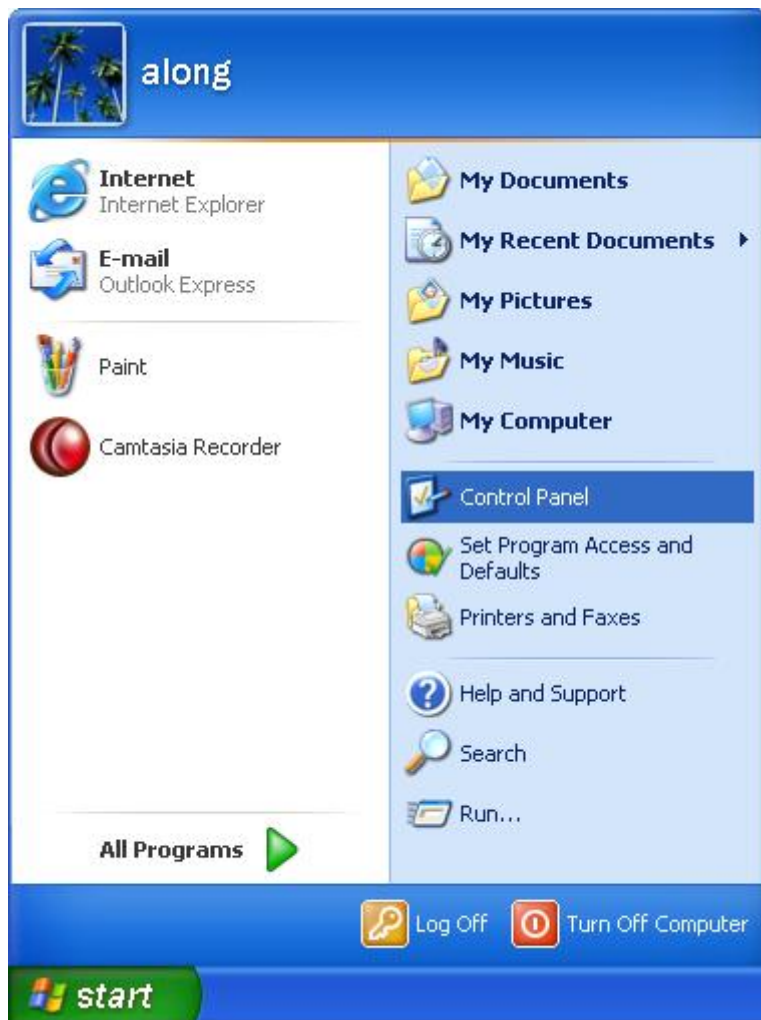 along
Internet
Internet Explorer
E-mail
Outlook Express
Paint
Camtasia Recorder
All Programs
My Documents
My Recent Documents
My Pictures
My Music
My Computer
Control Panel
Set Program Access and
Defaults
Printers and Faxes
Help and Support
Search
Run...
Log Off
Turn Off Computer
start